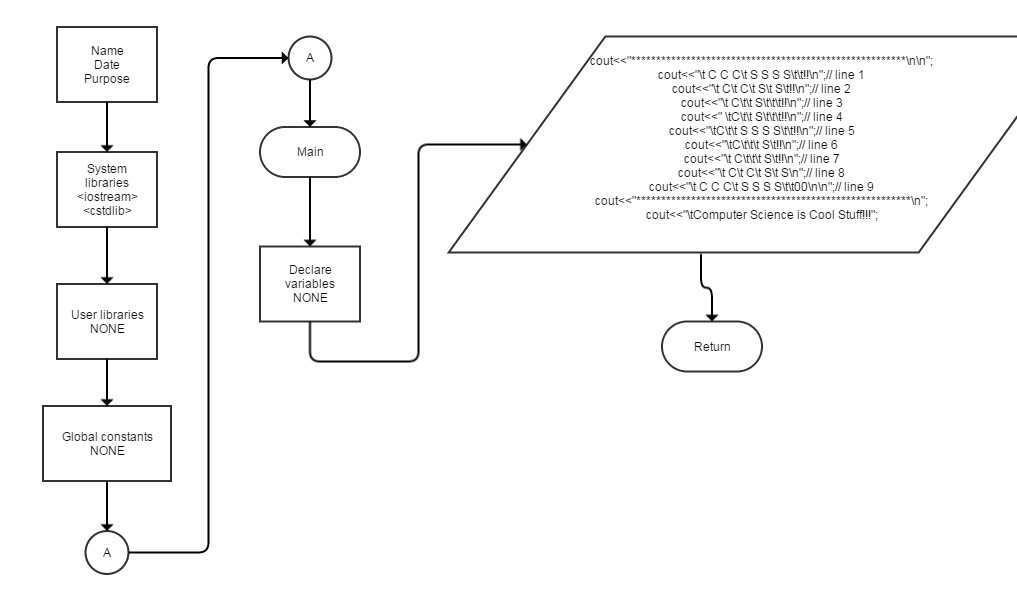 Name
Date
Purpose
System
libraries
<iostream>
<cstdlib>
User libraries
NONE
Global constants
NONE
A
A
Main
Declare
variables
NONE
cout<<"*******************************************************\n\n";
cout<<"\t C C C\t S S S S\t\t!!\n";// line 1
cout<<"\t C\t C\t S\t S\t!!\n";// line 2
cout<<"\t C\t\t S\t\t\t!!\n";// line 3
cout<<" \tC\t\t S\t\t\t!!\n";// line 4
cout<<"\tC\t\t S S S S\t\t!!\n";// line 5
cout<<"\tC\t\t\t S\t!!\n";// line 6
cout<<"\t C\t\t\t S\t!!\n";// line 7
cout<<"\t C\t C\t S\t S\n";// line 8
cout<<"\t C C C\t S S S S\t\t00\n\n";// line 9
cout<<"*******************************************************\n";
cout<<"\tComputer Science is Cool Stuff!!!";
Return